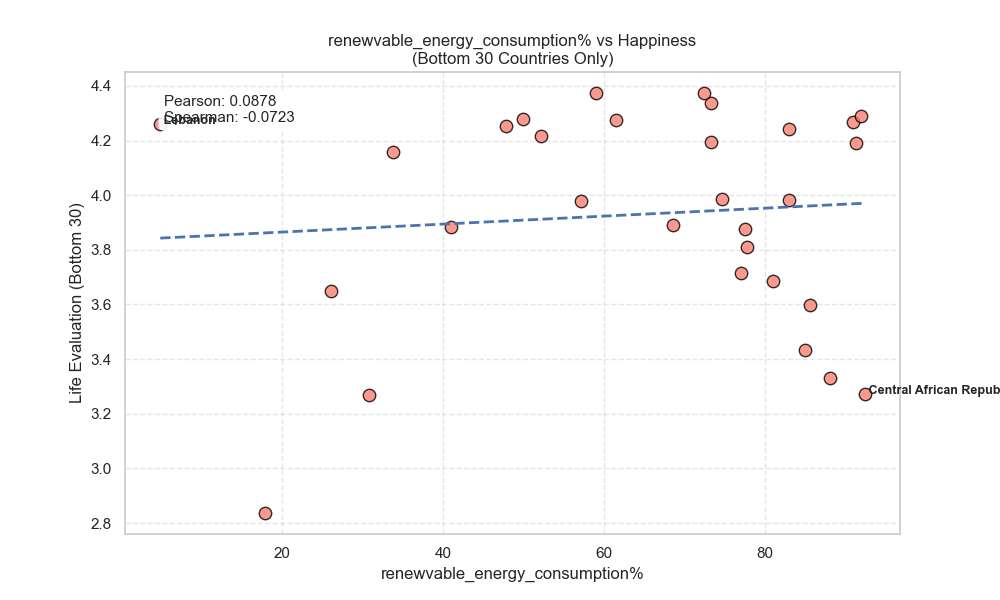 renewvable_energy_consumption% vs Happiness
(Bottom 30 Countries Only)
Pearson: 0.0878
Spearman: -0.0723
Lebanon
Central African Repub
Life Evaluation (Bottom 30)
4.4
4.2
4.0
3.8
3.6
3.4
3.2
3.0
2.8
20 40 60 80
renewvable_energy_consumption%